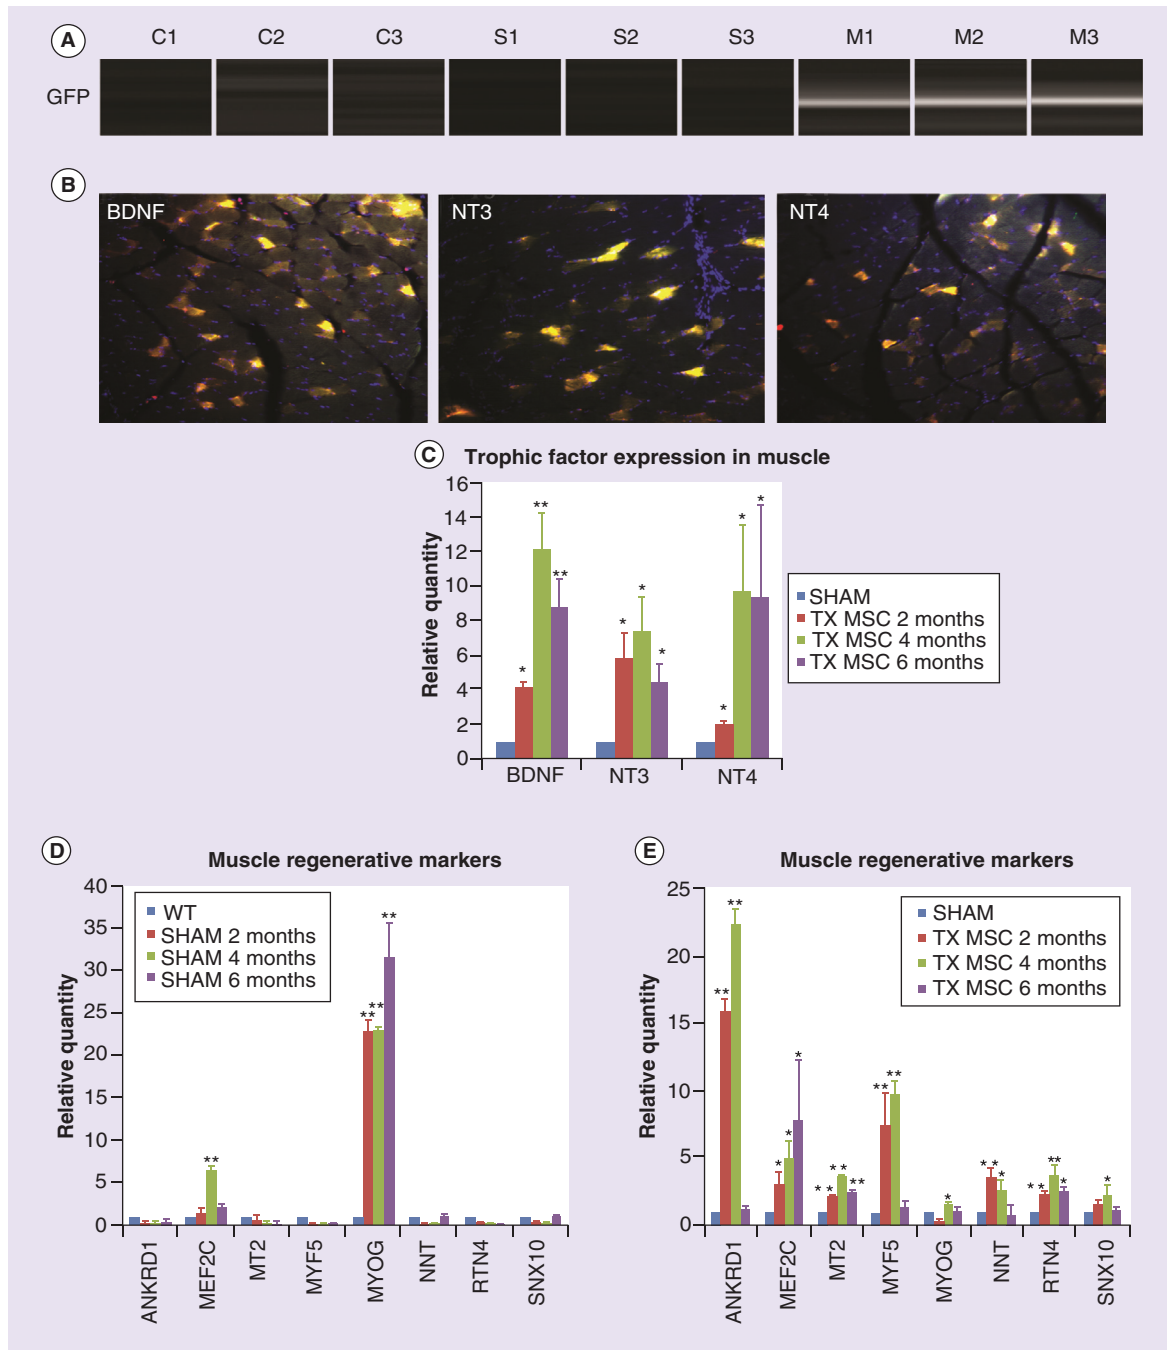 A
C1 C2 C3 S1 S2 S3 M1 M2 M3
GFP
B
BDNF NT3 NT4
C Trophic factor expression in muscle
Relative quantity
16
14
12
10
8
6
4
2
0
* ** **
* * *
* * *
BDNF NT3 NT4
SHAM
TX MSC 2 months
TX MSC 4 months
TX MSC 6 months
D Muscle regenerative markers
Relative quantity
40
35
30
25
20
15
10
5
0
WT
SHAM 2 months
SHAM 4 months
SHAM 6 months
**
** ** **
ANKRD1 MEF2C MT2 MYF5 MYOG NNT RTN4 SNX10
E Muscle regenerative markers
Relative quantity
25
20
15
10
5
0
SHAM
TX MSC 2 months
TX MSC 4 months
TX MSC 6 months
** **
* * *
** ** **
** **
*
** *
** ** *
*
ANKRD1 MEF2C MT2 MYF5 MYOG NNT RTN4 SNX10